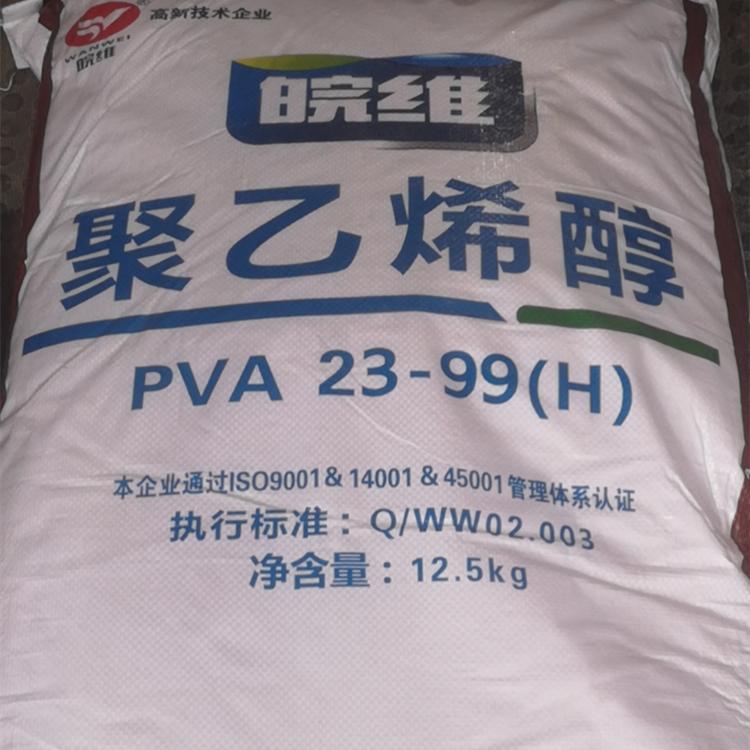 高新技术企业
WANWEI
皖维
皖维
聚乙烯醇
PVA 23-99(H)
本企业通过ISO9001&14001&45001管理体系认证
执行标准：Q/WW02.003
净含量：12.5kg